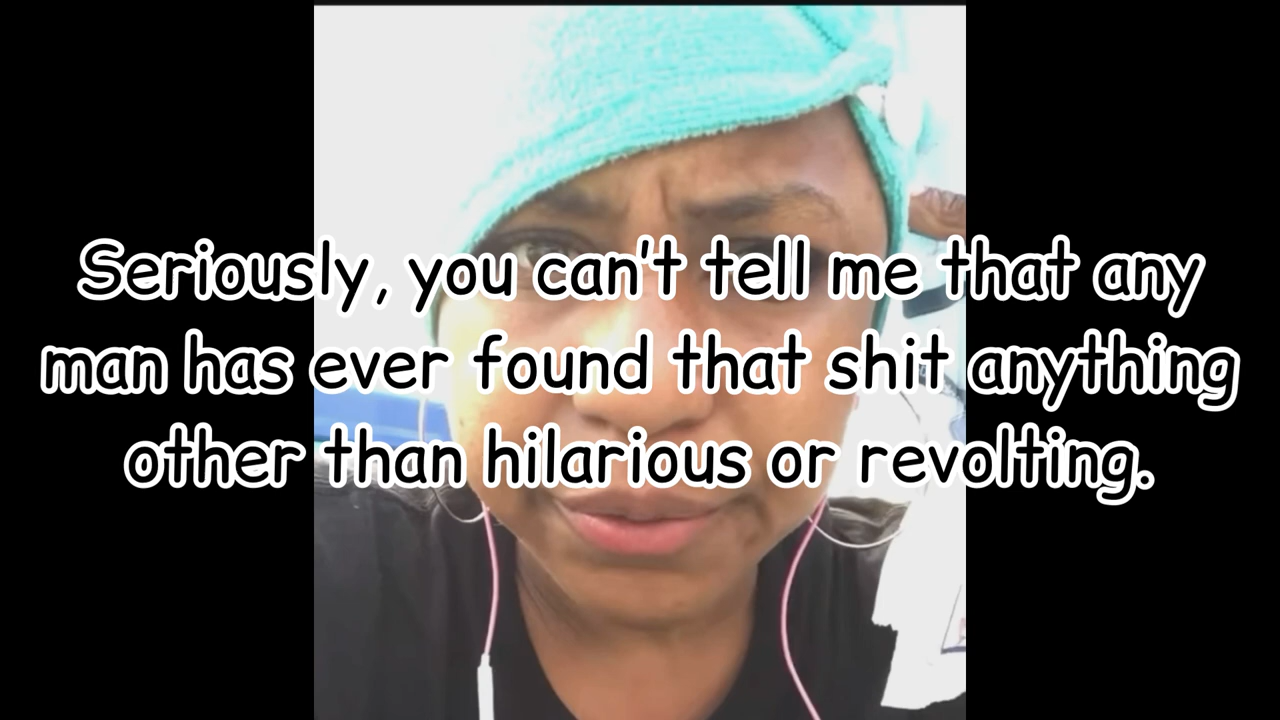 Seriously, you can't tell me that any
man has ever found that shit anything
other than hilarious or revolting.